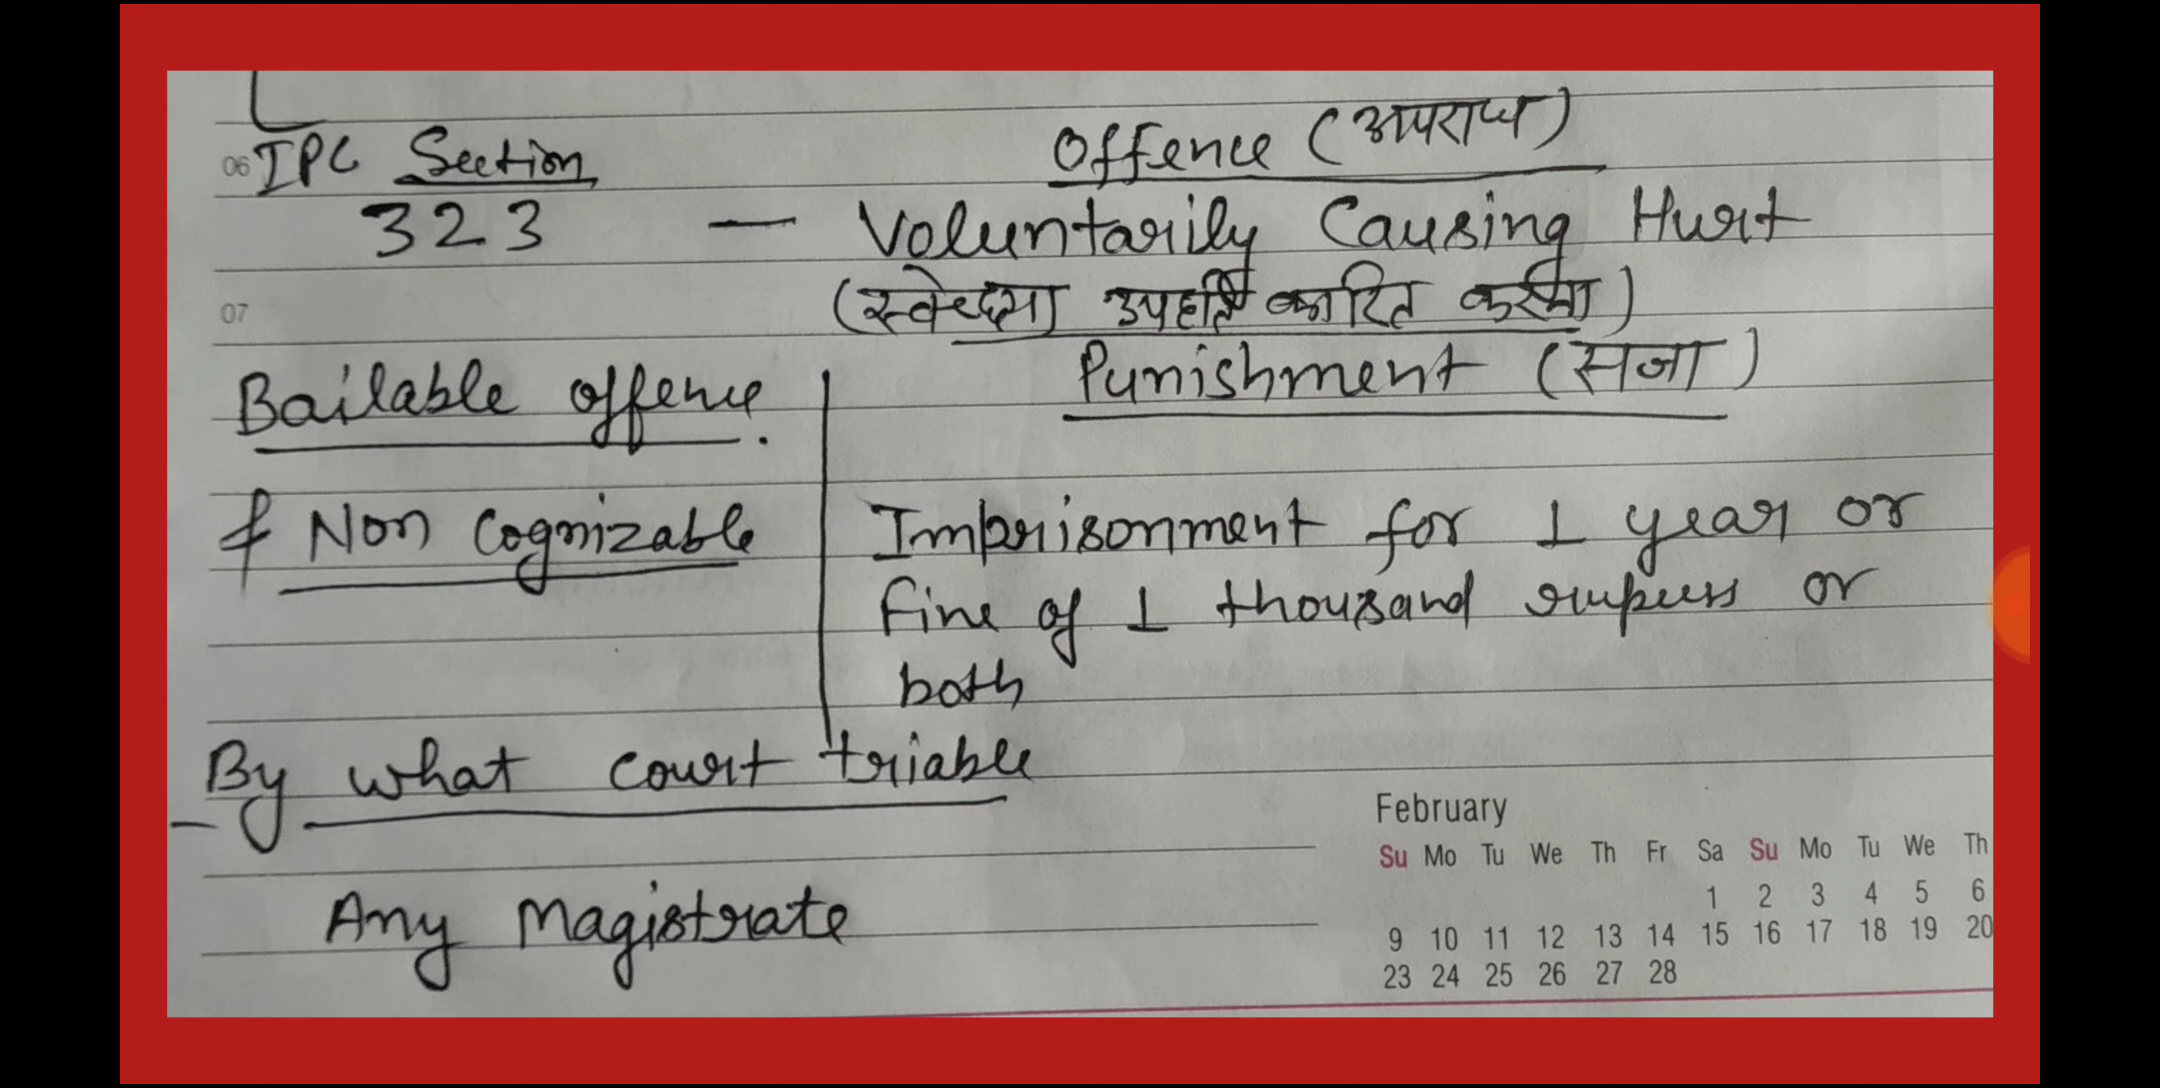 06 IPC Section Offence (अपराध)
323 — Voluntarily Causing Hurt
07 (स्वेच्छया उपहति कारित करना)
Bailable offence. Punishment (सजा)
& Non Cognizable Imprisonment for 1 year or
fine of 1 thousand rupees or
both
By what court triable
Any Magistrate
February
Su Mo Tu We Th Fr Sa Su Mo Tu We Th
1 2 3 4 5 6
9 10 11 12 13 14 15 16 17 18 19 20
23 24 25 26 27 28